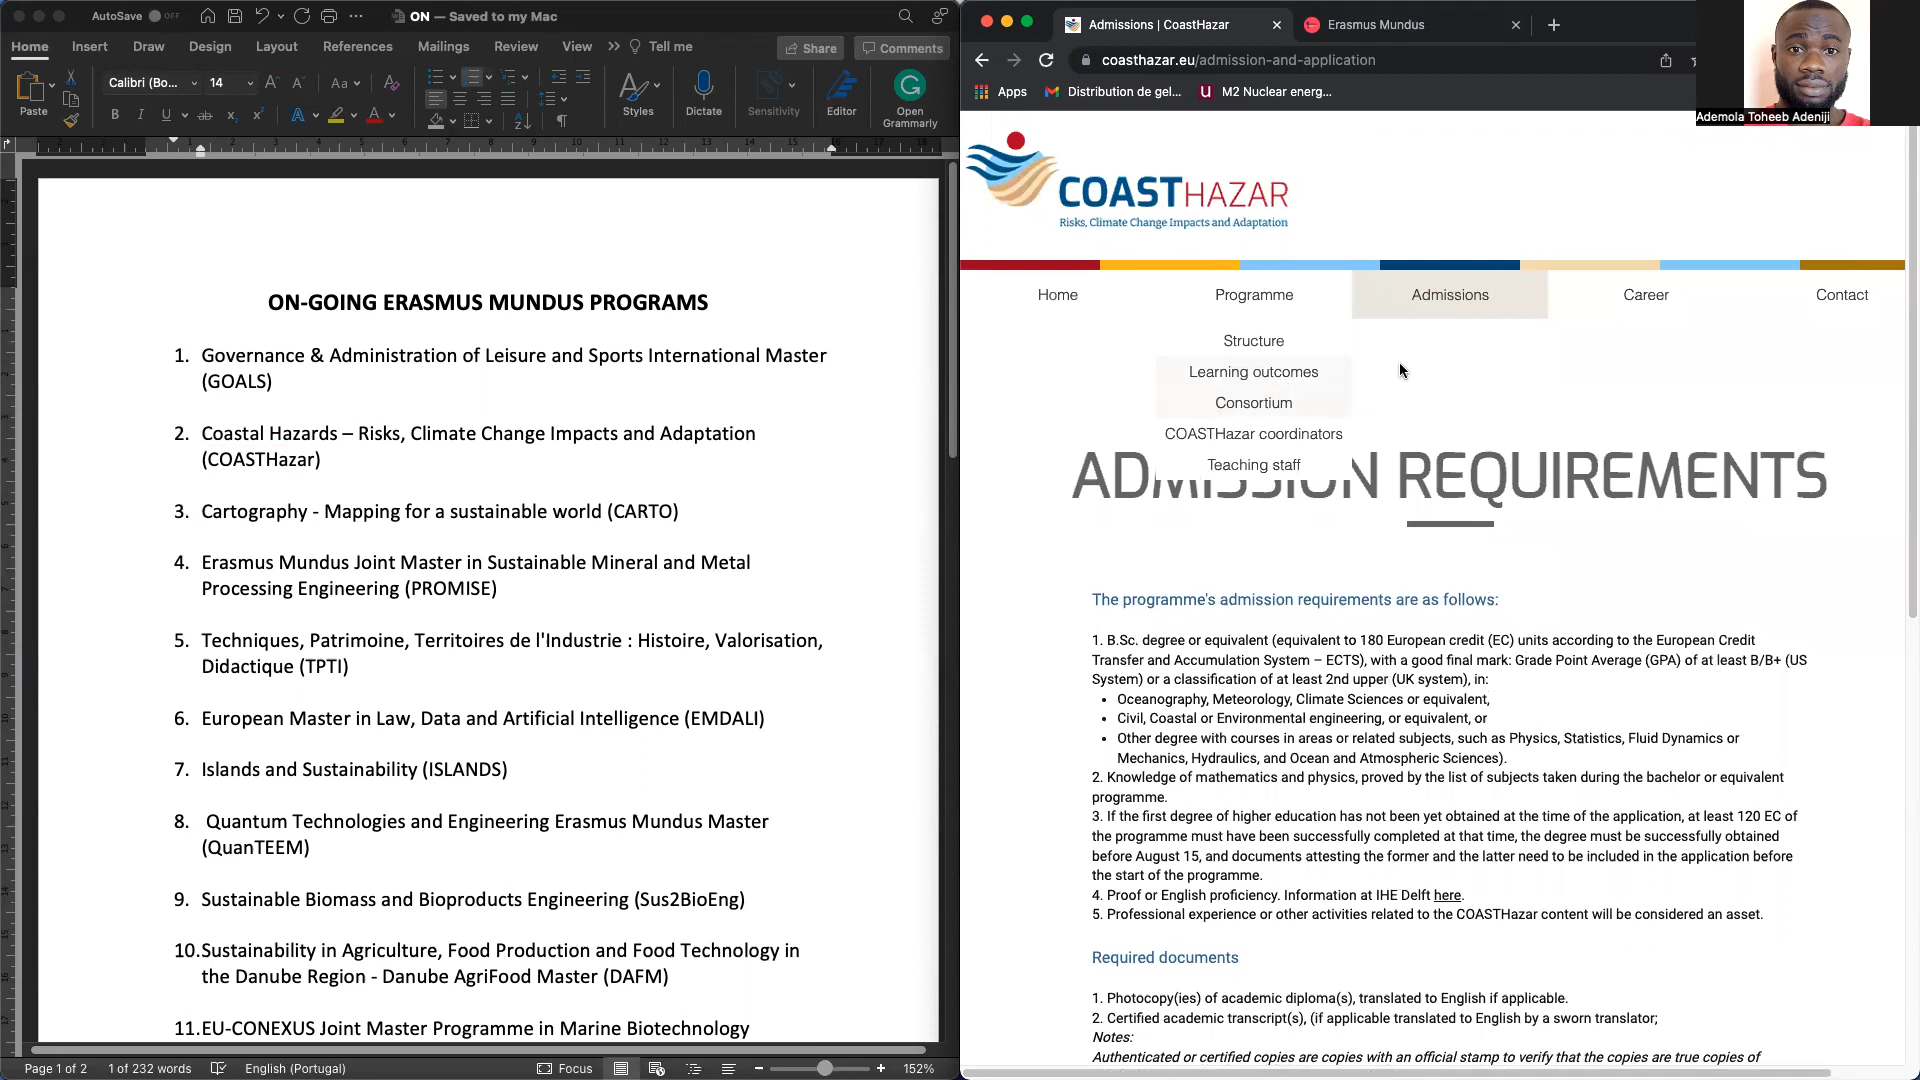 AutoSave OFF
ON — Saved to my Mac
Home Insert Draw Design Layout References Mailings Review View Tell me
Share Comments
Paste
Calibri (Bo... 14
Aa
B I U ab x₂ x²
Styles
Dictate
Sensitivity
Editor
Open Grammarly
ON-GOING ERASMUS MUNDUS PROGRAMS
1. Governance & Administration of Leisure and Sports International Master
(GOALS)
2. Coastal Hazards – Risks, Climate Change Impacts and Adaptation
(COASTHazar)
3. Cartography - Mapping for a sustainable world (CARTO)
4. Erasmus Mundus Joint Master in Sustainable Mineral and Metal
Processing Engineering (PROMISE)
5. Techniques, Patrimoine, Territoires de l'Industrie : Histoire, Valorisation,
Didactique (TPTI)
6. European Master in Law, Data and Artificial Intelligence (EMDALI)
7. Islands and Sustainability (ISLANDS)
8. Quantum Technologies and Engineering Erasmus Mundus Master
(QuanTEEM)
9. Sustainable Biomass and Bioproducts Engineering (Sus2BioEng)
10.Sustainability in Agriculture, Food Production and Food Technology in
the Danube Region - Danube AgriFood Master (DAFM)
11.EU-CONEXUS Joint Master Programme in Marine Biotechnology
Page 1 of 2 1 of 232 words English (Portugal) Focus 152%
Admissions | CoastHazar
Erasmus Mundus
coasthazar.eu/admission-and-application
Apps Distribution de gel... M2 Nuclear energ...
Ademola Toheeb Adeniji
COASTHAZAR
Risks, Climate Change Impacts and Adaptation
Home Programme Admissions Career Contact
Structure
Learning outcomes
Consortium
COASTHazar coordinators
Teaching staff
ADMISSION REQUIREMENTS
The programme's admission requirements are as follows:
1. B.Sc. degree or equivalent (equivalent to 180 European credit (EC) units according to the European Credit
Transfer and Accumulation System – ECTS), with a good final mark: Grade Point Average (GPA) of at least B/B+ (US
System) or a classification of at least 2nd upper (UK system), in:
• Oceanography, Meteorology, Climate Sciences or equivalent,
• Civil, Coastal or Environmental engineering, or equivalent, or
• Other degree with courses in areas or related subjects, such as Physics, Statistics, Fluid Dynamics or
Mechanics, Hydraulics, and Ocean and Atmospheric Sciences).
2. Knowledge of mathematics and physics, proved by the list of subjects taken during the bachelor or equivalent
programme.
3. If the first degree of higher education has not been yet obtained at the time of the application, at least 120 EC of
the programme must have been successfully completed at that time, the degree must be successfully obtained
before August 15, and documents attesting the former and the latter need to be included in the application before
the start of the programme.
4. Proof or English proficiency. Information at IHE Delft here.
5. Professional experience or other activities related to the COASTHazar content will be considered an asset.
Required documents
1. Photocopy(ies) of academic diploma(s), translated to English if applicable.
2. Certified academic transcript(s), (if applicable translated to English by a sworn translator;
Notes:
Authenticated or certified copies are copies with an official stamp to verify that the copies are true copies of